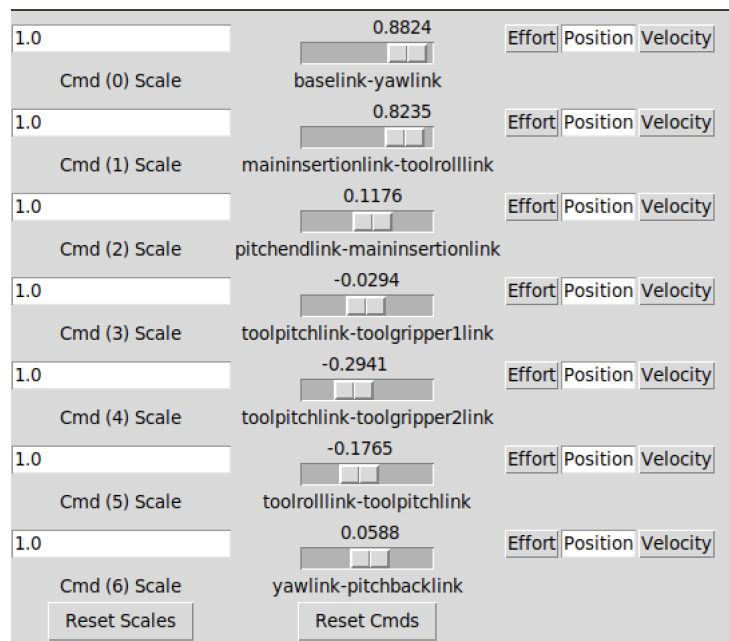 0.8824
1.0 Effort Position Velocity
Cmd (0) Scale baselink-yawlink
0.8235
1.0 Effort Position Velocity
Cmd (1) Scale maininsertionlink-toolrolllink
0.1176
1.0 Effort Position Velocity
Cmd (2) Scale pitchendlink-maininsertionlink
-0.0294
1.0 Effort Position Velocity
Cmd (3) Scale toolpitchlink-toolgripper1link
-0.2941
1.0 Effort Position Velocity
Cmd (4) Scale toolpitchlink-toolgripper2link
-0.1765
1.0 Effort Position Velocity
Cmd (5) Scale toolrolllink-toolpitchlink
0.0588
1.0 Effort Position Velocity
Cmd (6) Scale yawlink-pitchbacklink
Reset Scales Reset Cmds